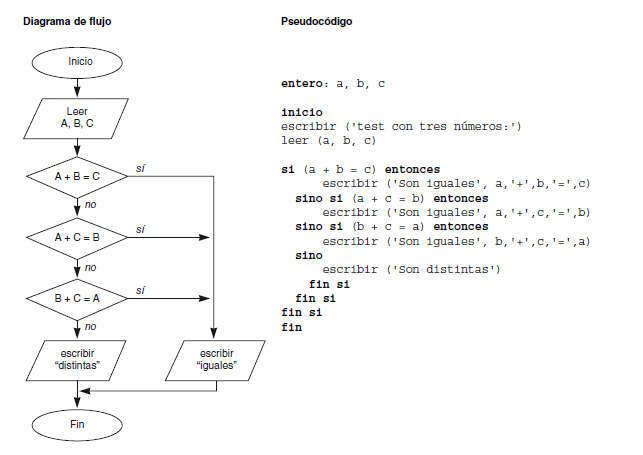 Diagrama de flujo
Inicio
Leer
A, B, C
A + B = C
sí
no
A + C = B
sí
no
B + C = A
sí
no
escribir
“distintas”
escribir
“iguales”
Fin
Pseudocódigo
entero: a, b, c
inicio
escribir ('test con tres números:')
leer (a, b, c)
si (a + b = c) entonces
escribir ('Son iguales', a,'+',b,'=',c)
sino si (a + c = b) entonces
escribir ('Son iguales', a,'+',c,'=',b)
sino si (b + c = a) entonces
escribir ('Son iguales', b,'+',c,'=',a)
sino
escribir ('Son distintas')
fin si
fin si
fin si
fin